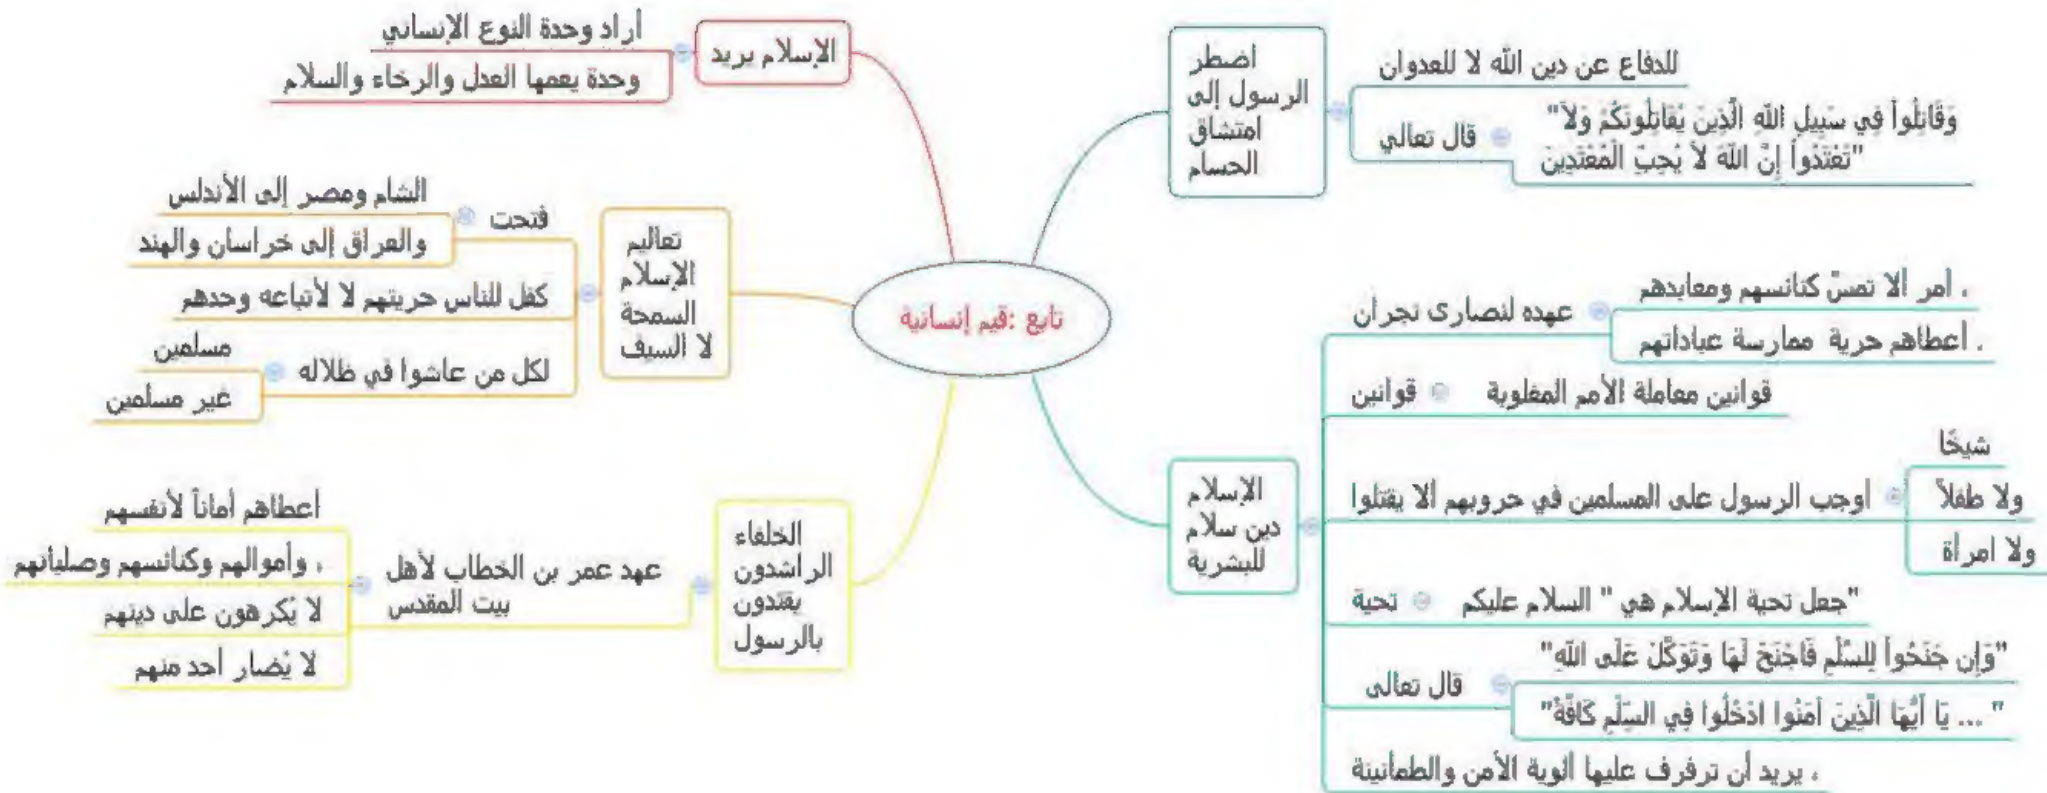 تابع :قيم إنسانية
اضطر
الرسول إلى
امتشاق
الحسام
للدفاع عن دين الله لا للعدوان
قال تعالي
وَقَاتِلُواْ فِي سَبِيلِ اللّهِ الَّذِينَ يُقَاتِلُونَكُمْ وَلاَ"
"تَعْتَدُواْ إِنَّ اللّهَ لاَ يُحِبِّ الْمُعْتَدِينَ
الإسلام
دين سلام
للبشرية
عهده لنصارى نجران
، أمر ألا تمسّ كنائسهم ومعابدهم
. أعطاهم حرية ممارسة عباداتهم
قوانين
قوانين معاملة الأمم المغلوبة
أوجب الرسول على المسلمين في حروبهم ألا يقتلوا
شيخًا
ولا طفلاً
ولا امرأة
تحية
"جعل تحية الإسلام هي " السلام عليكم
قال تعالى
"وَإِن جَنَحُواْ لِلسَّلْمِ فَاجْنَحْ لَهَا وَتَوَكَّلْ عَلَى اللّهِ"
" ... يَا أَيُّهَا الَّذِينَ آمَنُوا ادْخُلُوا فِي السِّلْمِ كَافَّةً"
، يريد أن ترفرف عليها ألوية الأمن والطمأنينة
الإسلام يريد
أراد وحدة النوع الإنساني
وحدة يعمها العدل والرخاء والسلام
تعاليم
الإسلام
السمحة
لا السيف
فتحت
الشام ومصر إلى الأندلس
والعراق إلى خراسان والهند
كفل للناس حريتهم لا لأتباعه وحدهم
لكل من عاشوا في ظلاله
مسلمين
غير مسلمين
الخلفاء
الراشدون
يقتدون
بالرسول
عهد عمر بن الخطاب لأهل
بيت المقدس
أعطاهم أماناً لأنفسهم
، وأموالهم وكنائسهم وصلبانهم
لا يُكرهون على دينهم
لا يُضار أحد منهم